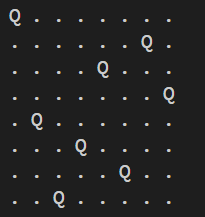 Q . . . . . . .
. . . . . . Q .
. . . . Q . . .
. . . . . . . Q
. Q . . . . . .
. . . Q . . . .
. . . . . Q . .
. . Q . . . . .